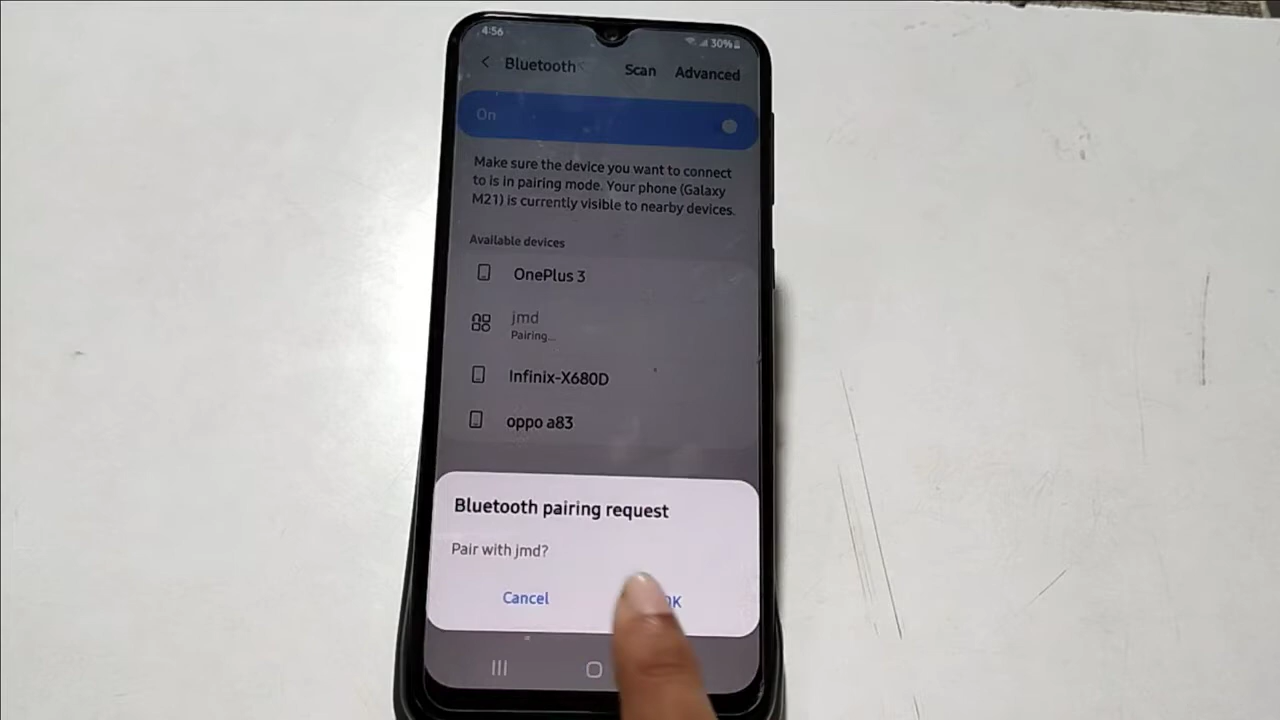 4:56
30%
Bluetooth
Scan
Advanced
On
Make sure the device you want to connect
to is in pairing mode. Your phone (Galaxy
M21) is currently visible to nearby devices.
Available devices
OnePlus 3
jmd
Pairing...
Infinix-X680D
oppo a83
Bluetooth pairing request
Pair with jmd?
Cancel
OK